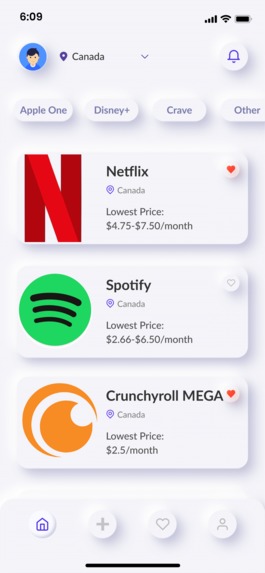 6:09
Canada
Apple One
Disney+
Crave
Other
Netflix
Canada
Lowest Price:
$4.75-$7.50/month
Spotify
Canada
Lowest Price:
$2.66-$6.50/month
Crunchyroll MEGA
Canada
Lowest Price:
$2.5/month